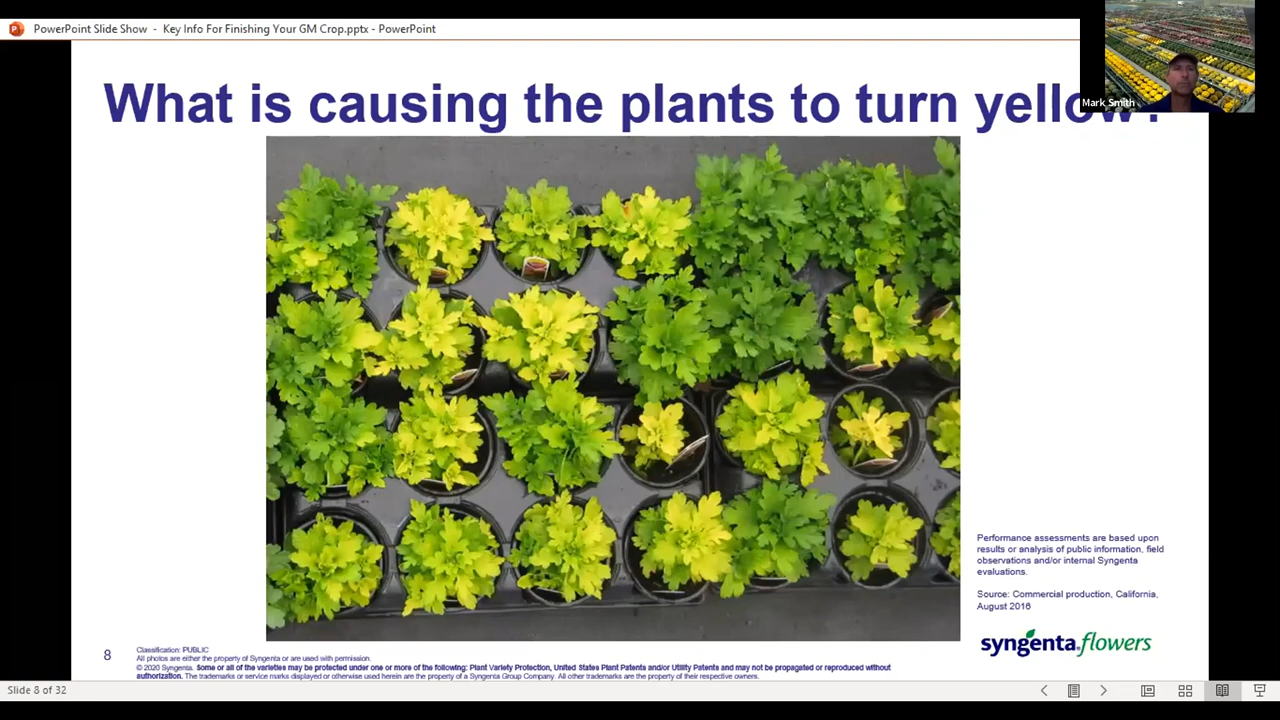 PowerPoint Slide Show - Key Info For Finishing Your GM Crop.pptx - PowerPoint
Mark Smith
What is causing the plants to turn yellow?
Performance assessments are based upon
results or analysis of public information, field
observations and/or internal Syngenta
evaluations.
Source: Commercial production, California,
August 2016
syngenta flowers
8
Classification: PUBLIC
All photos are either the property of Syngenta or are used with permission.
© 2020 Syngenta. Some or all of the varieties may be protected under one or more of the following: Plant Variety Protection, United States Plant Patents and/or Utility Patents and may not be propagated or reproduced without
authorization. The trademarks or service marks displayed or otherwise used herein are the property of a Syngenta Group Company. All other trademarks are the property of their respective owners.
Slide 8 of 32